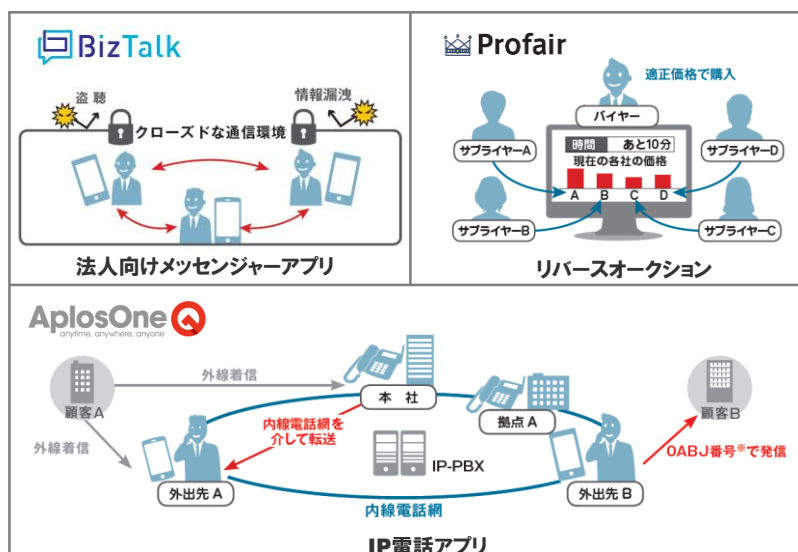 BizTalk
盗聴
情報漏洩
クローズドな通信環境
法人向けメッセンジャーアプリ
Profair
適正価格で購入
バイヤー
サプライヤーA
サプライヤーD
時間 あと10分
現在の各社の価格
A B C D
サプライヤーB
サプライヤーC
リバースオークション
AplosOne
anytime, anywhere, anyone
外線着信
顧客A
本社
拠点A
顧客B
外線着信
内線電話網を
介して転送
IP-PBX
0ABJ番号※で発信
外出先A
外出先B
内線電話網
IP電話アプリ